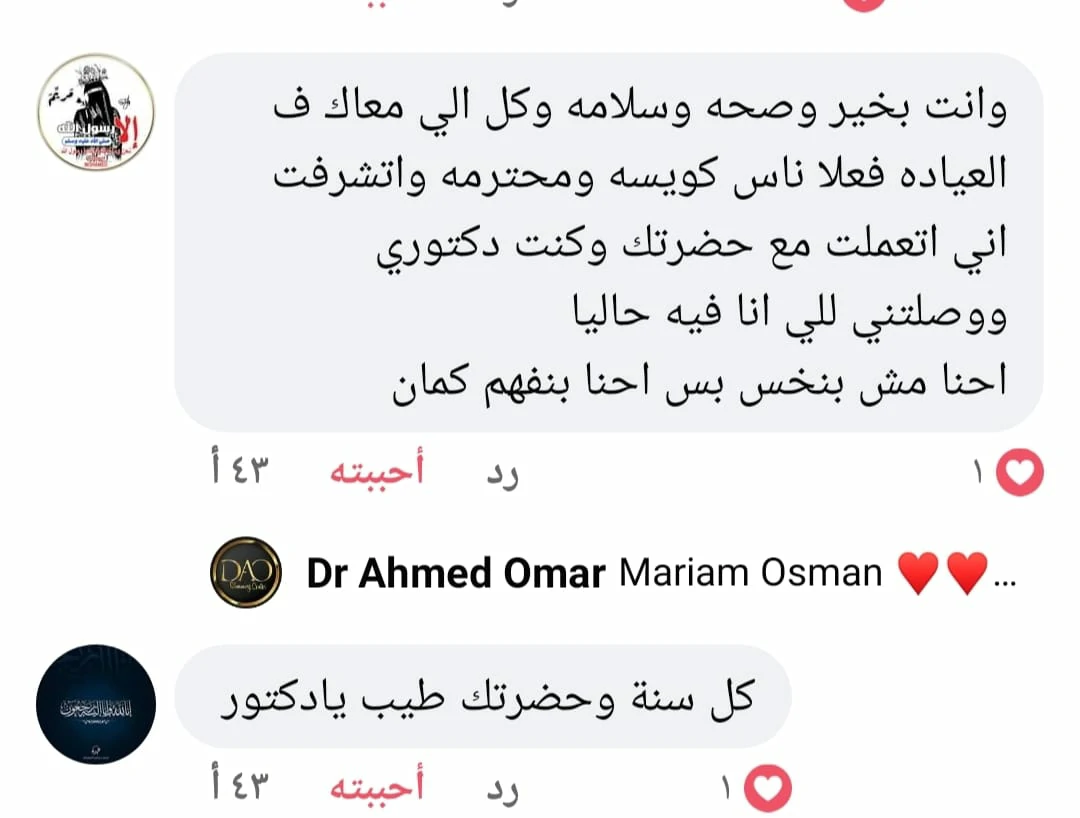 وانت بخير وصحه وسلامه وكل الي معاك ف
العياده فعلا ناس كويسه ومحترمه واتشرفت
اني اتعملت مع حضرتك وكنت دكتوري
ووصلتني للي انا فيه حاليا
احنا مش بنخس بس احنا بنفهم كمان
٤٣ أ أحببته رد ١
DAO Dr Ahmed Omar Mariam Osman ❤️❤️...
كل سنة وحضرتك طيب يادكتور
٤٣ أ أحببته رد ١